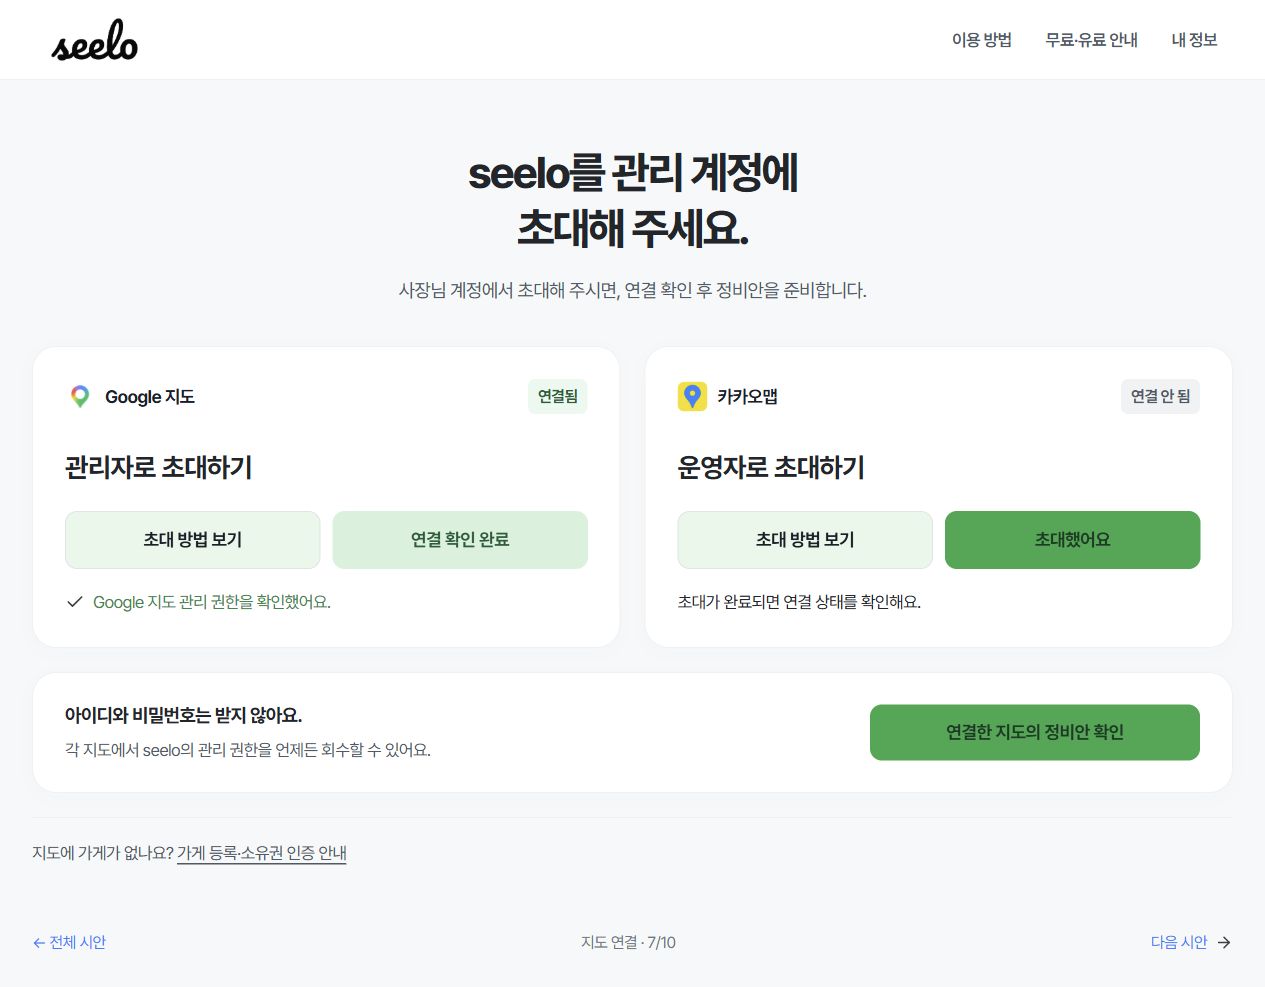 seelo
이용 방법 무료·유료 안내 내 정보
seelo를 관리 계정에
초대해 주세요.
사장님 계정에서 초대해 주시면, 연결 확인 후 정비안을 준비합니다.
Google 지도 연결됨
관리자로 초대하기
초대 방법 보기 연결 확인 완료
Google 지도 관리 권한을 확인했어요.
카카오맵 연결 안 됨
운영자로 초대하기
초대 방법 보기 초대했어요
초대가 완료되면 연결 상태를 확인해요.
아이디와 비밀번호는 받지 않아요.
각 지도에서 seelo의 관리 권한을 언제든 회수할 수 있어요.
연결한 지도의 정비안 확인
지도에 가게가 없나요? 가게 등록·소유권 인증 안내
← 전체 시안 지도 연결 · 7/10 다음 시안 →